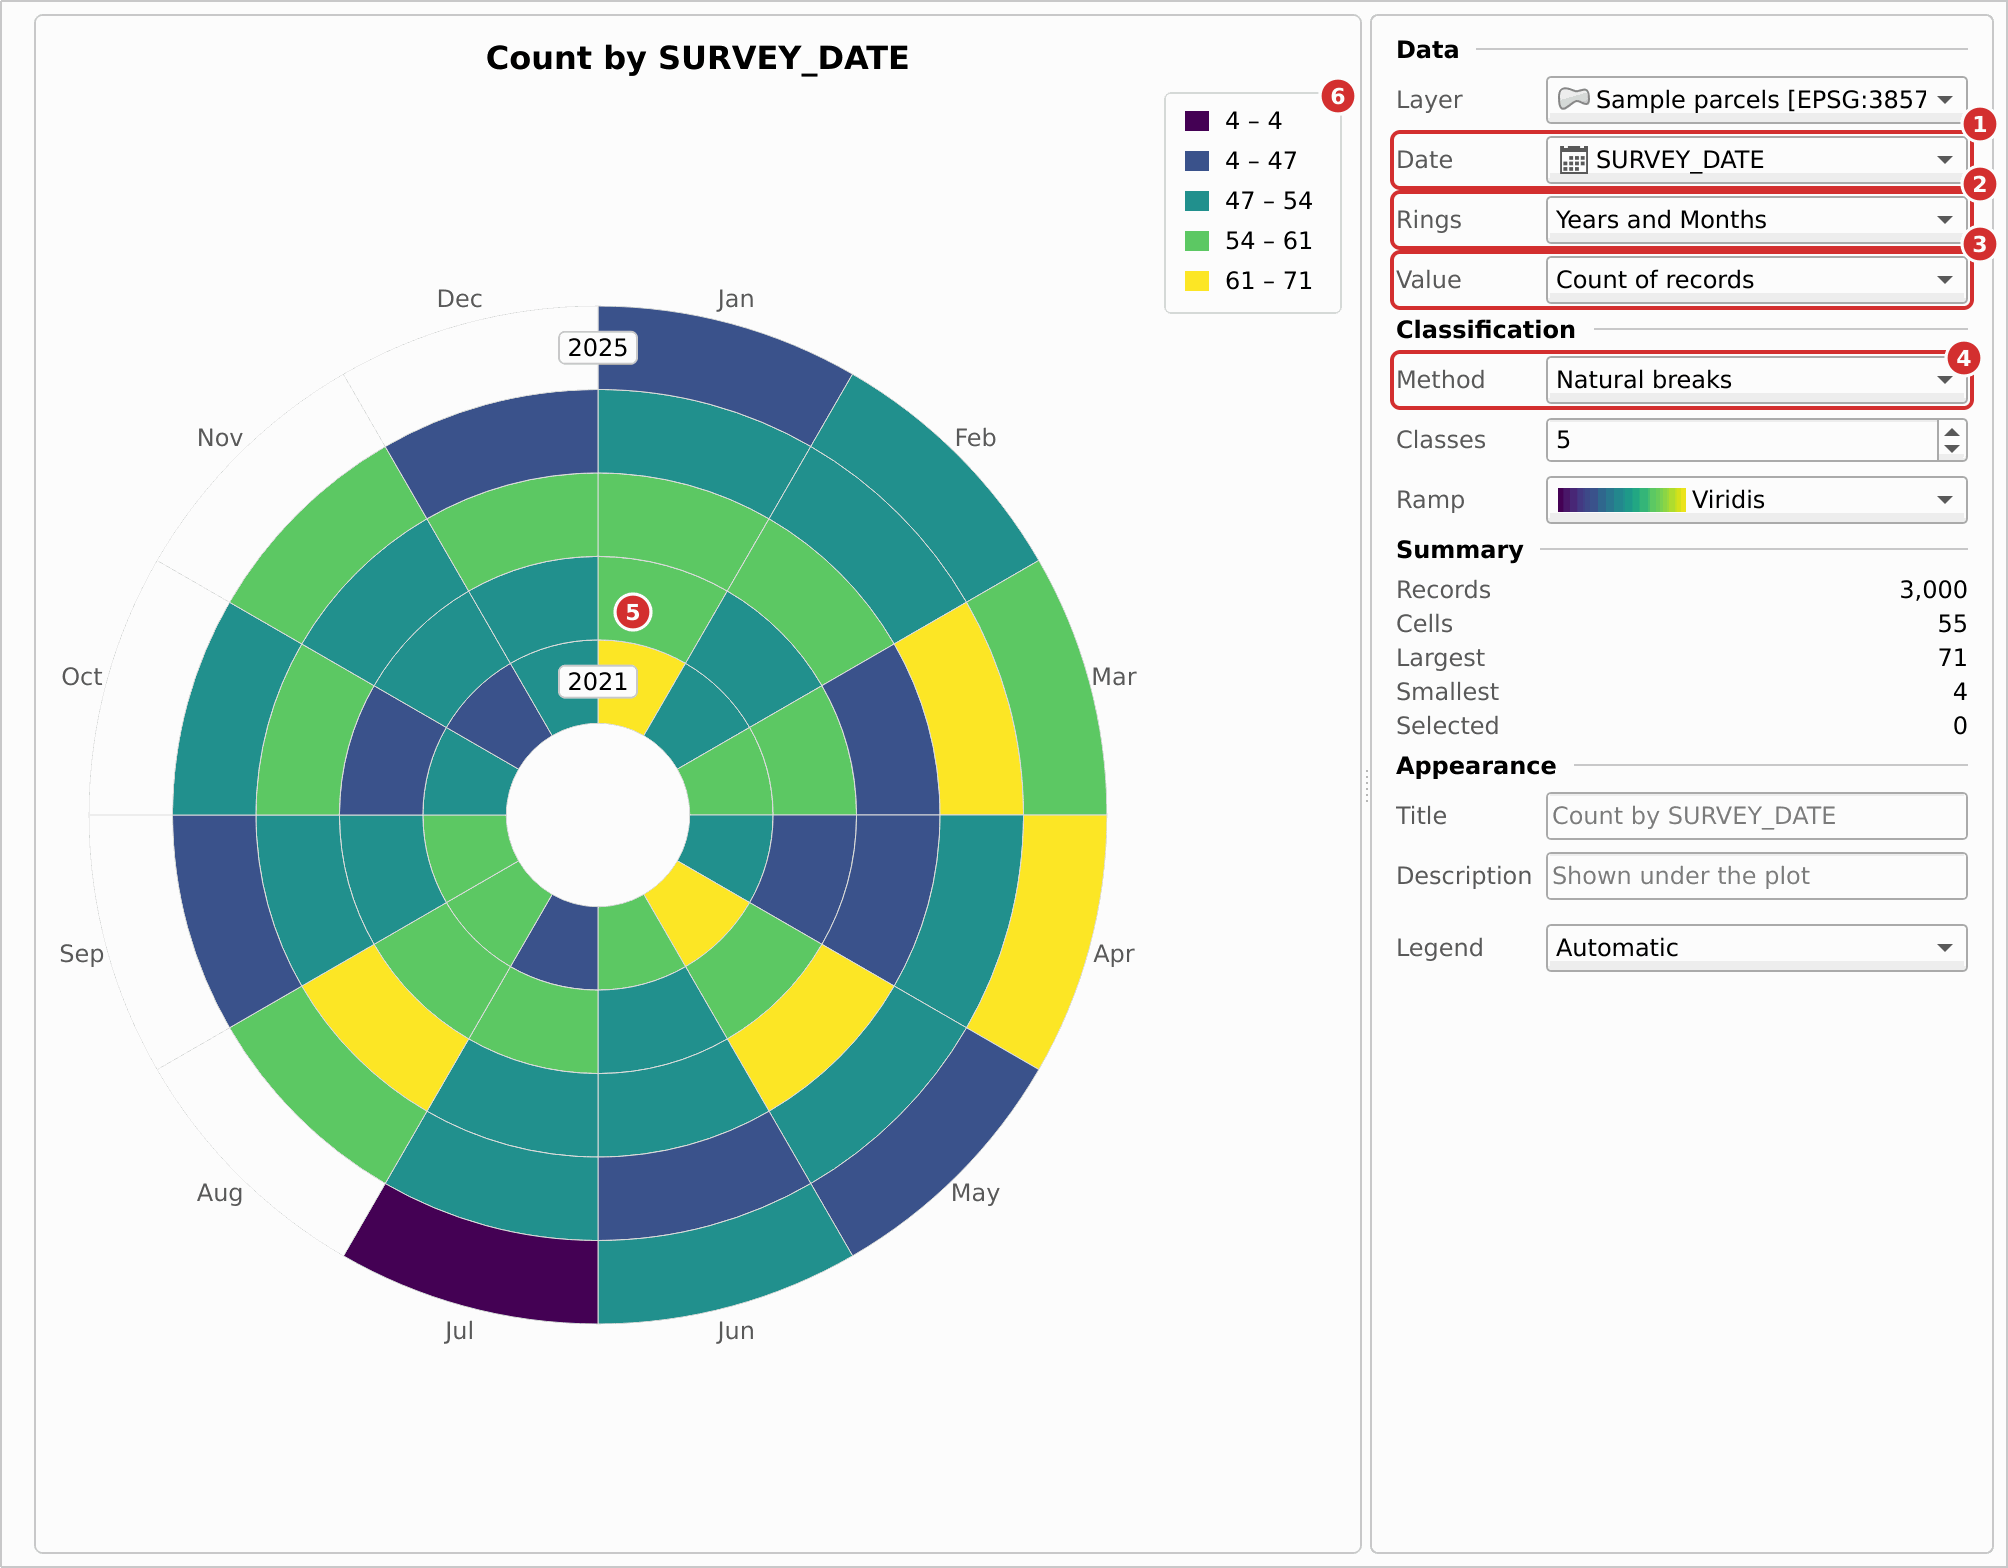 Count by SURVEY_DATE
6
4 – 4
4 – 47
47 – 54
54 – 61
61 – 71
Dec
Jan
2025
Nov
Feb
5
2021
Oct
Mar
Sep
Apr
Aug
May
Jul
Jun
Data
Layer
Sample parcels [EPSG:3857
1
Date
SURVEY_DATE
2
Rings
Years and Months
3
Value
Count of records
Classification
4
Method
Natural breaks
Classes
5
Ramp
Viridis
Summary
Records
3,000
Cells
55
Largest
71
Smallest
4
Selected
0
Appearance
Title
Count by SURVEY_DATE
Description
Shown under the plot
Legend
Automatic